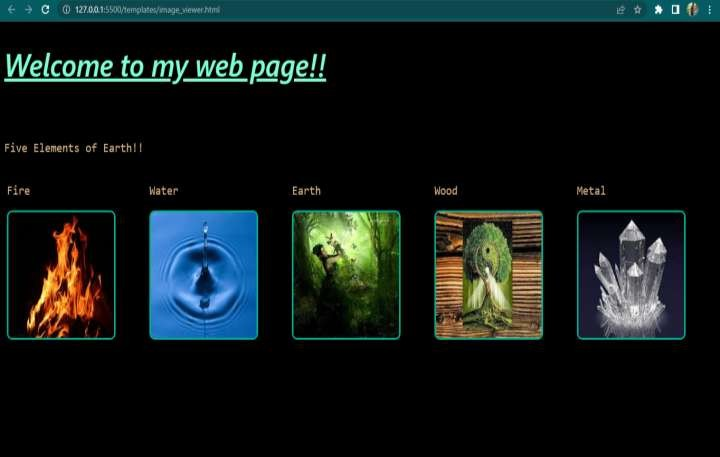 127.0.0.1:5500/templates/image_viewer.html
Welcome to my web page!!
Five Elements of Earth!!
Fire Water Earth Wood Metal